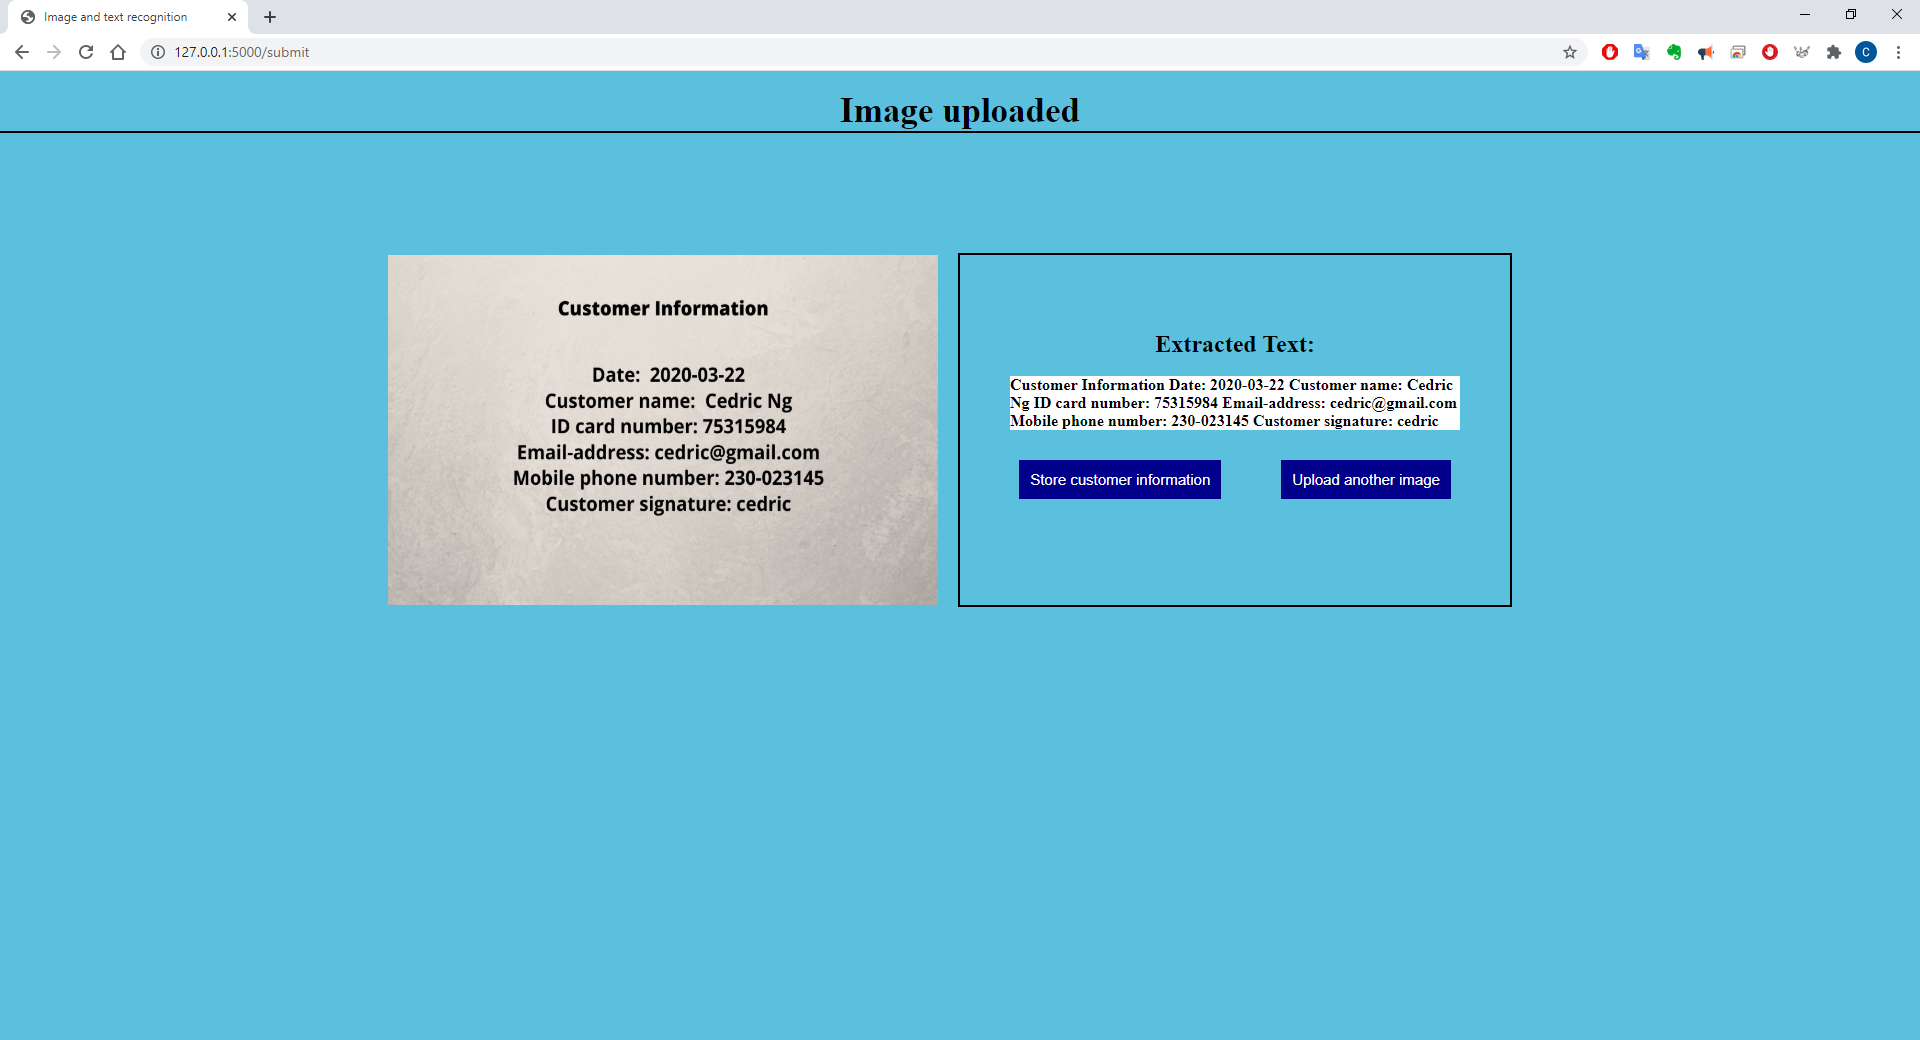 Image and text recognition
127.0.0.1:5000/submit
C
Image uploaded
Customer Information
Date:  2020-03-22
Customer name:  Cedric Ng
ID card number: 75315984
Email-address: cedric@gmail.com
Mobile phone number: 230-023145
Customer signature: cedric
Extracted Text:
Customer Information Date: 2020-03-22 Customer name: Cedric
Ng ID card number: 75315984 Email-address: cedric@gmail.com
Mobile phone number: 230-023145 Customer signature: cedric
Store customer information
Upload another image